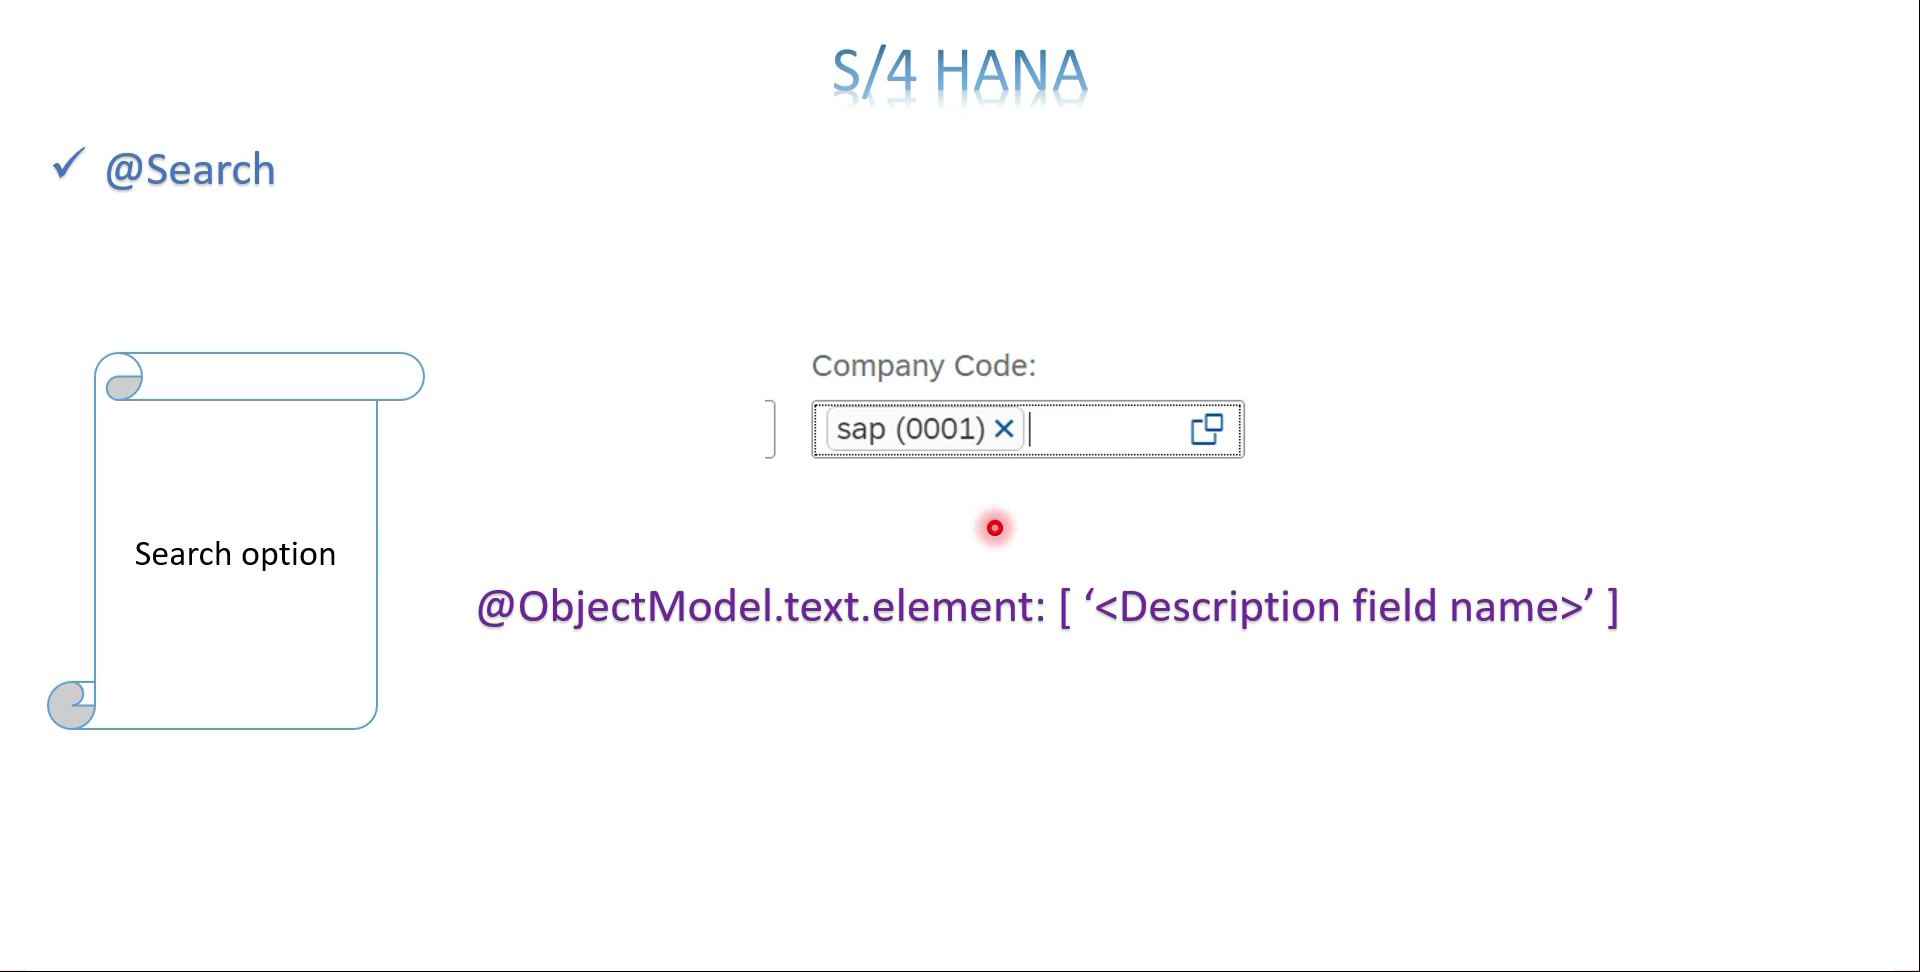 S/4 HANA
@Search
Company Code:
sap (0001)
Search option
@ObjectModel.text.element: [ ‘<Description field name>’ ]